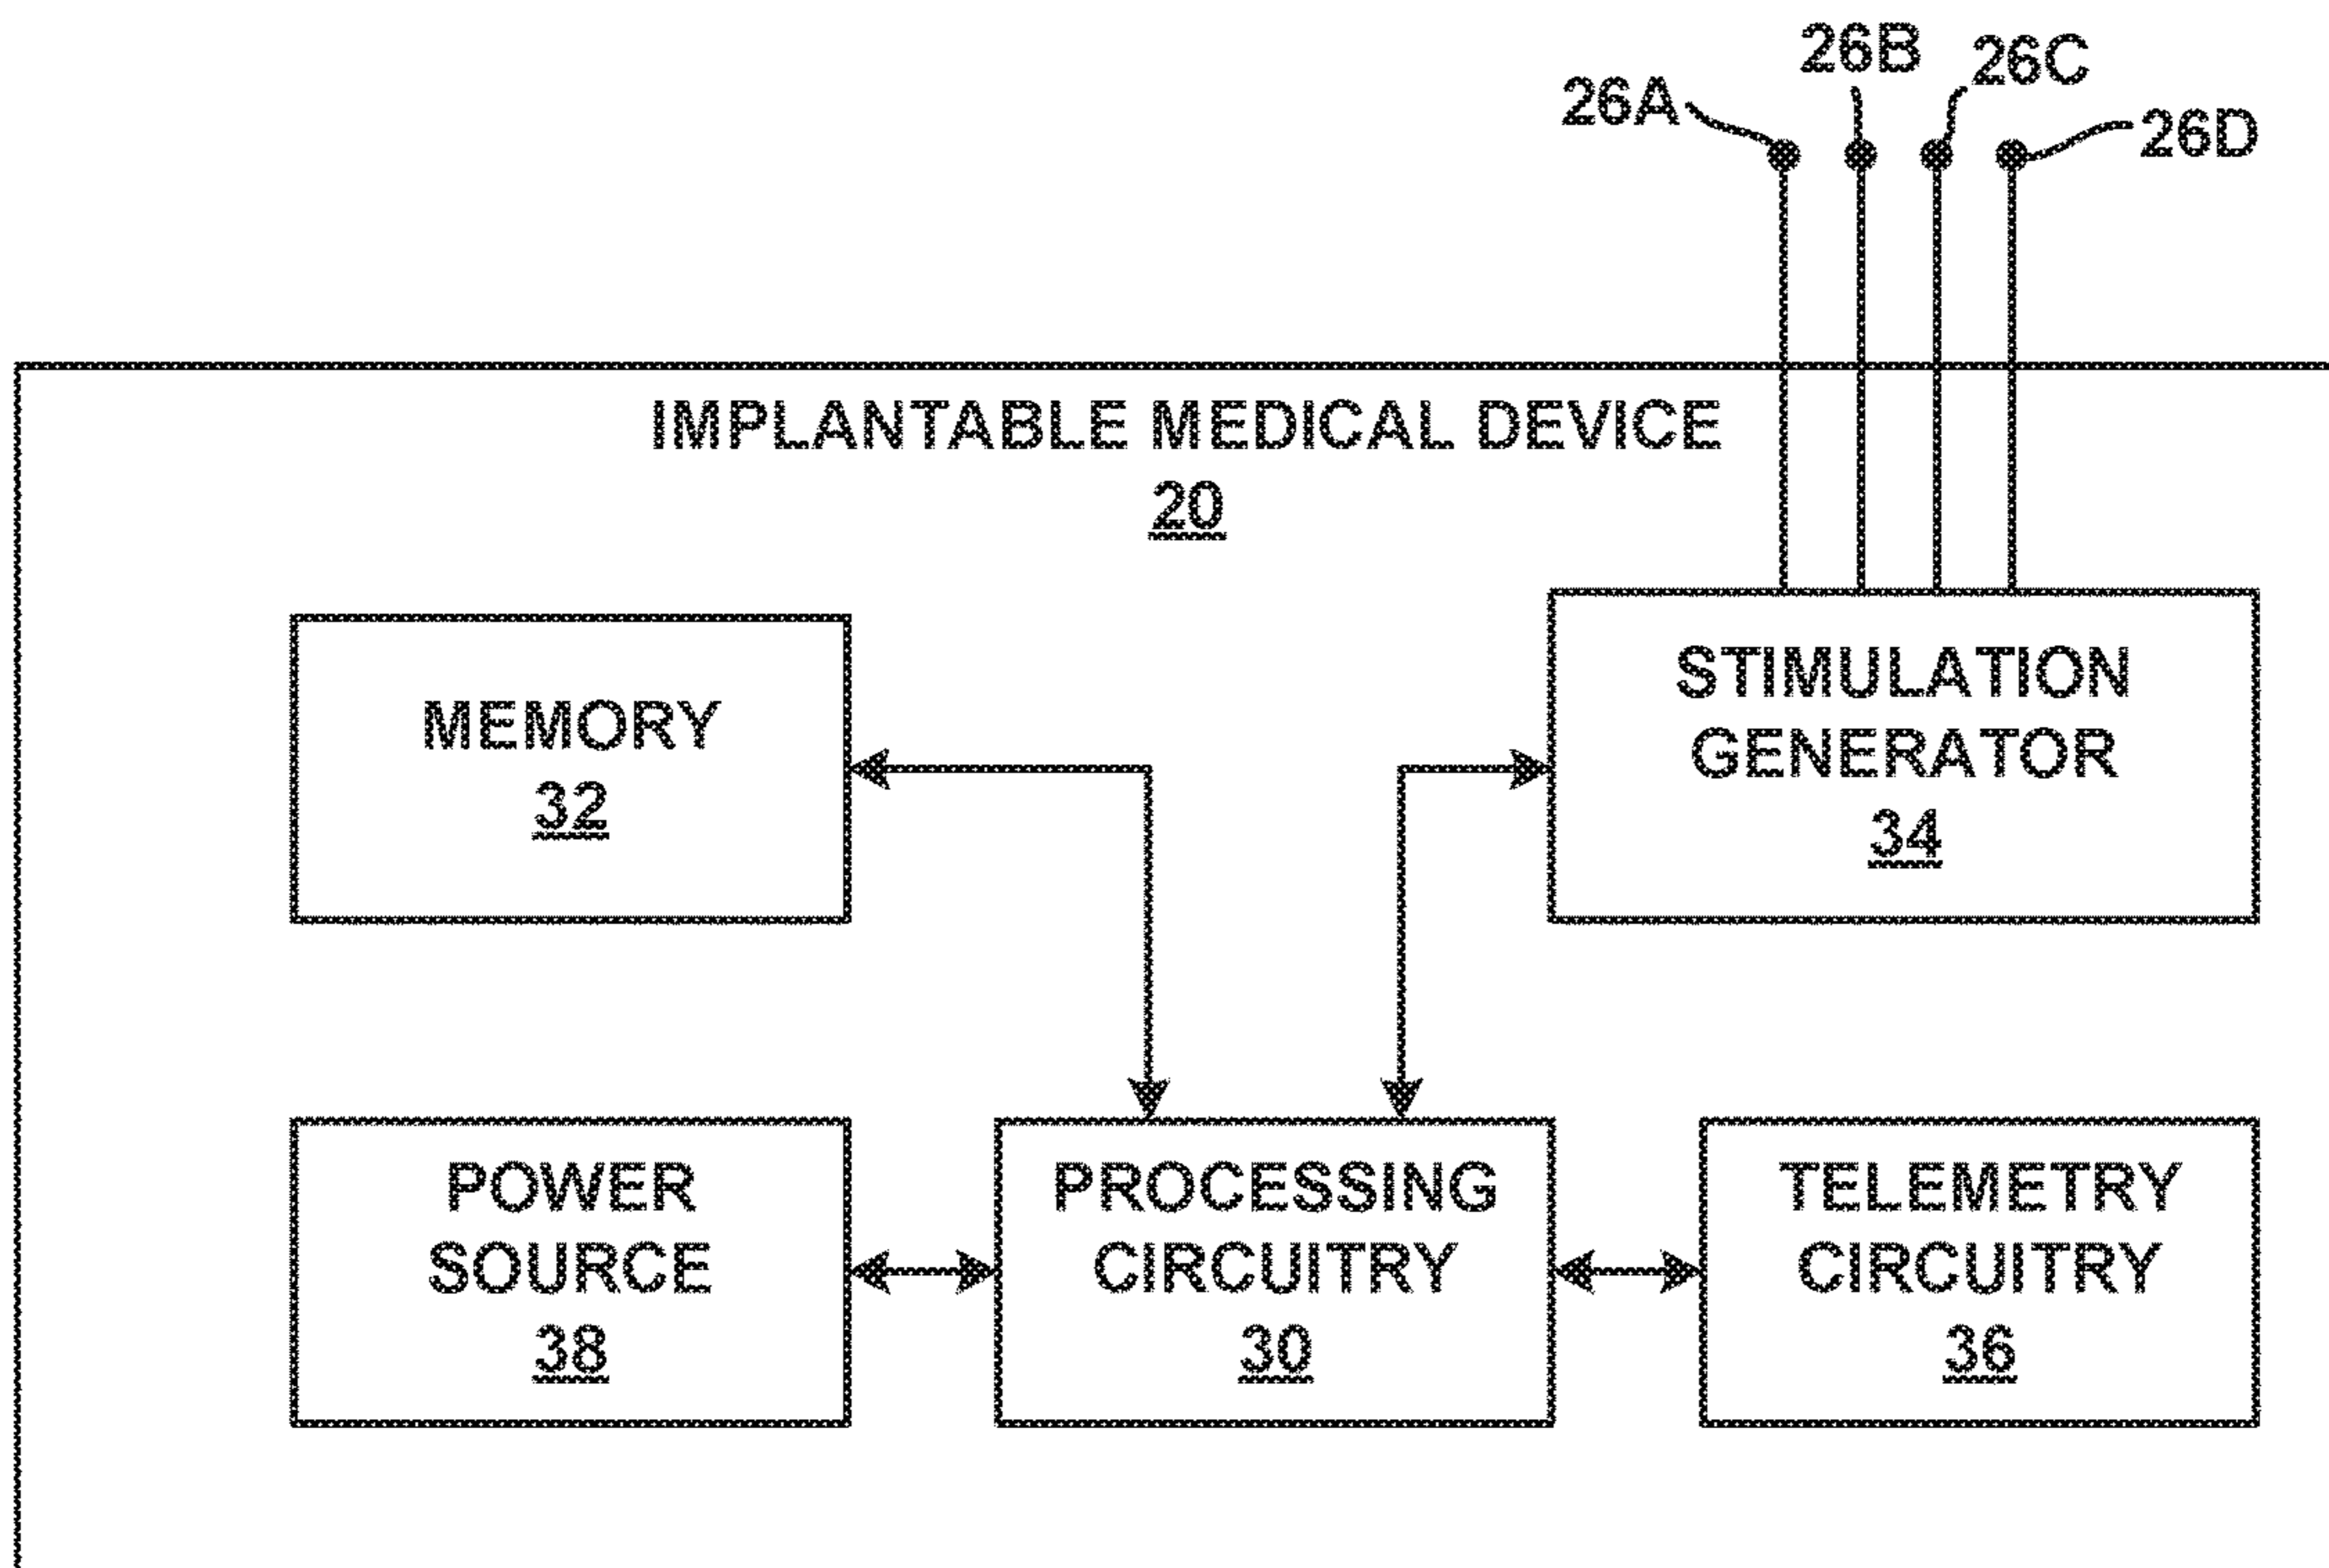 26A
26B
26C
26D
IMPLANTABLE MEDICAL DEVICE
20
MEMORY
32
STIMULATION
GENERATOR
34
POWER
SOURCE
38
PROCESSING
CIRCUITRY
30
TELEMETRY
CIRCUITRY
36